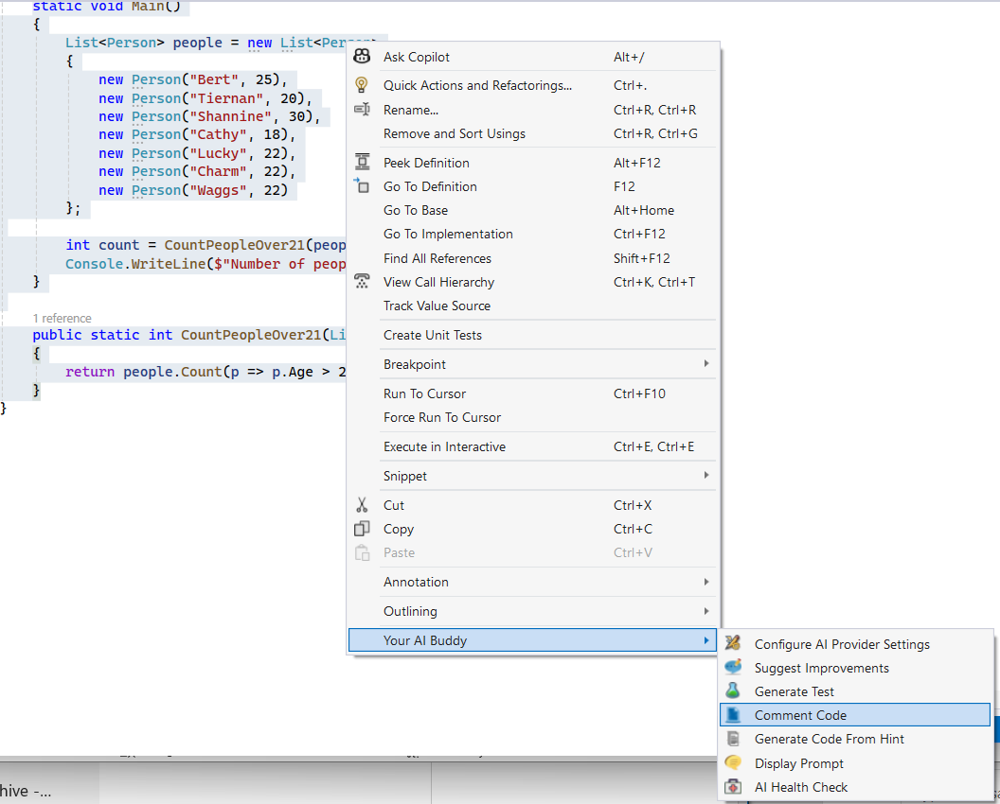 static void Main()
{
List<Person> people = new List<Person>
{
new Person("Bert", 25),
new Person("Tiernan", 20),
new Person("Shannine", 30),
new Person("Cathy", 18),
new Person("Lucky", 22),
new Person("Charm", 22),
new Person("Waggs", 22)
};
int count = CountPeopleOver21(peop
Console.WriteLine($"Number of peop
}
1 reference
public static int CountPeopleOver21(Li
{
return people.Count(p => p.Age > 2
}
}
Ask Copilot Alt+/
Quick Actions and Refactorings... Ctrl+.
Rename... Ctrl+R, Ctrl+R
Remove and Sort Usings Ctrl+R, Ctrl+G
Peek Definition Alt+F12
Go To Definition F12
Go To Base Alt+Home
Go To Implementation Ctrl+F12
Find All References Shift+F12
View Call Hierarchy Ctrl+K, Ctrl+T
Track Value Source
Create Unit Tests
Breakpoint
Run To Cursor Ctrl+F10
Force Run To Cursor
Execute in Interactive Ctrl+E, Ctrl+E
Snippet
Cut Ctrl+X
Copy Ctrl+C
Paste Ctrl+V
Annotation
Outlining
Your AI Buddy
Configure AI Provider Settings
Suggest Improvements
Generate Test
Comment Code
Generate Code From Hint
Display Prompt
AI Health Check
hive -...